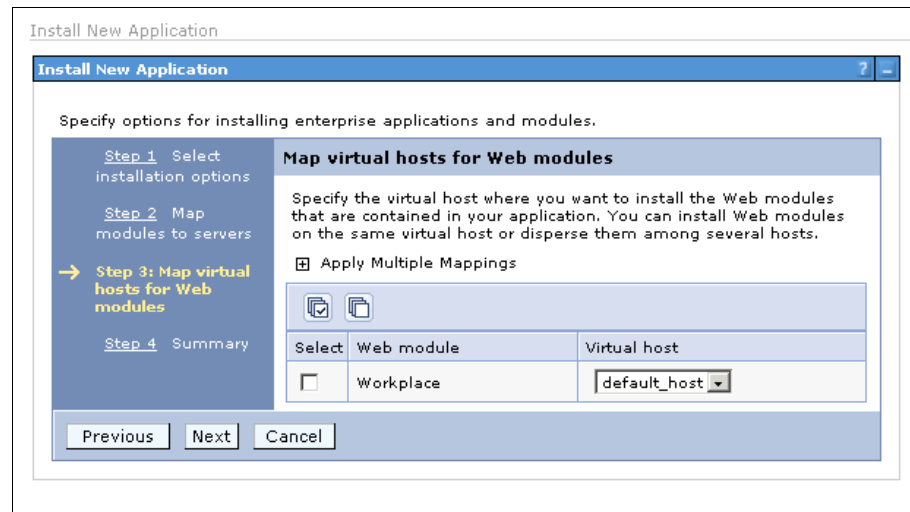 Install New Application
Install New Application
?
Specify options for installing enterprise applications and modules.
Step 1 Select
installation options
Step 2 Map
modules to servers
Step 3: Map virtual
hosts for Web
modules
Step 4 Summary
Map virtual hosts for Web modules
Specify the virtual host where you want to install the Web modules
that are contained in your application. You can install Web modules
on the same virtual host or disperse them among several hosts.
Apply Multiple Mappings
Select Web module Virtual host
Workplace default_host
Previous Next Cancel